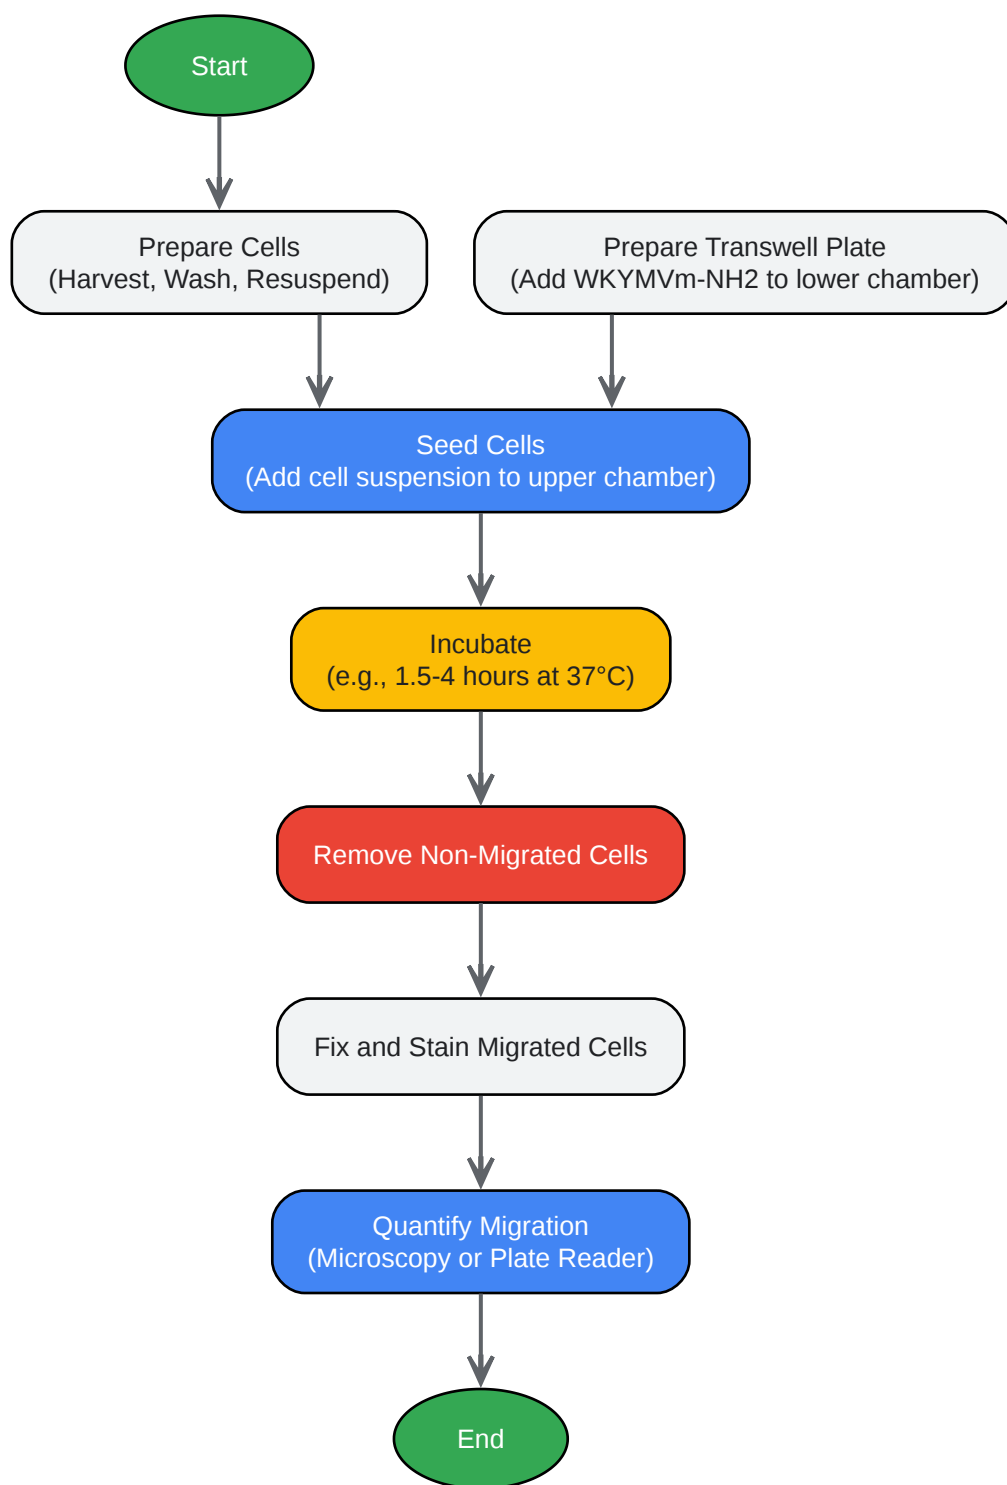 Start
Prepare Cells
(Harvest, Wash, Resuspend)
Prepare Transwell Plate
(Add WKYMVm-NH2 to lower chamber)
Seed Cells
(Add cell suspension to upper chamber)
Incubate
(e.g., 1.5-4 hours at 37°C)
Remove Non-Migrated Cells
Fix and Stain Migrated Cells
Quantify Migration
(Microscopy or Plate Reader)
End